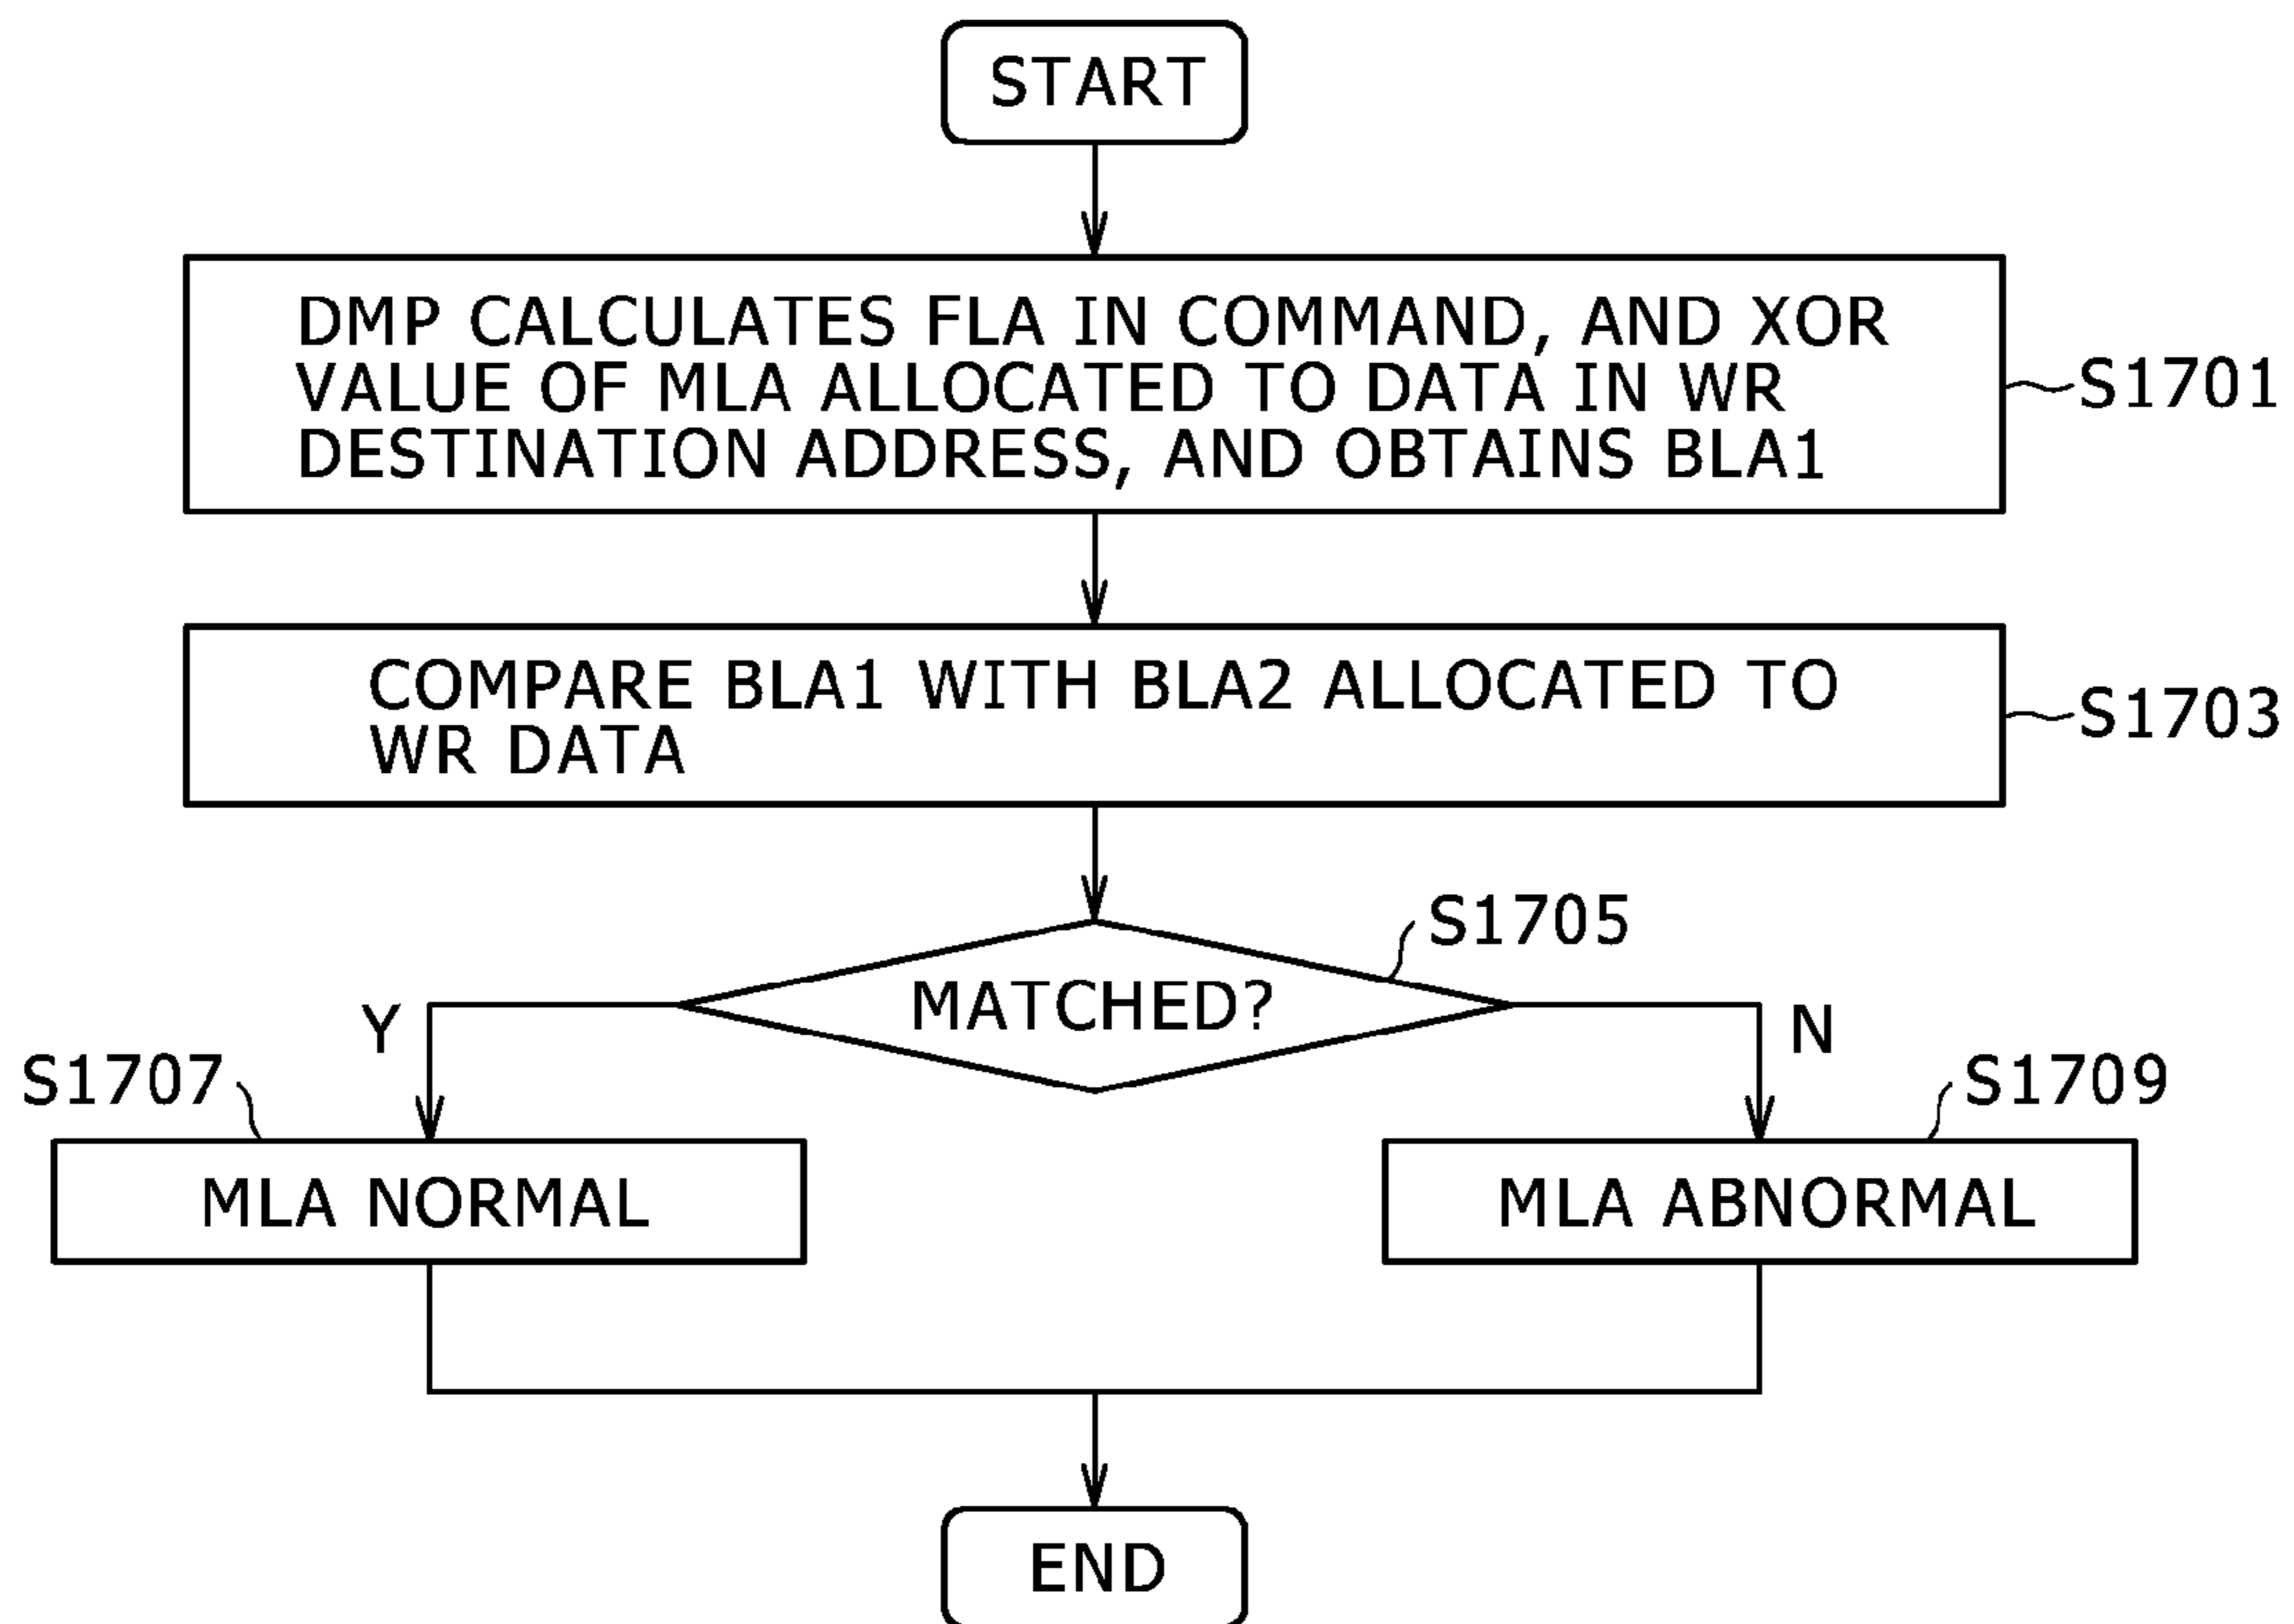 START
DMP CALCULATES FLA IN COMMAND, AND XOR
VALUE OF MLA ALLOCATED TO DATA IN WR
DESTINATION ADDRESS, AND OBTAINS BLA1
S1701
COMPARE BLA1 WITH BLA2 ALLOCATED TO
WR DATA
S1703
S1705
MATCHED?
Y
N
S1707
S1709
MLA NORMAL
MLA ABNORMAL
END